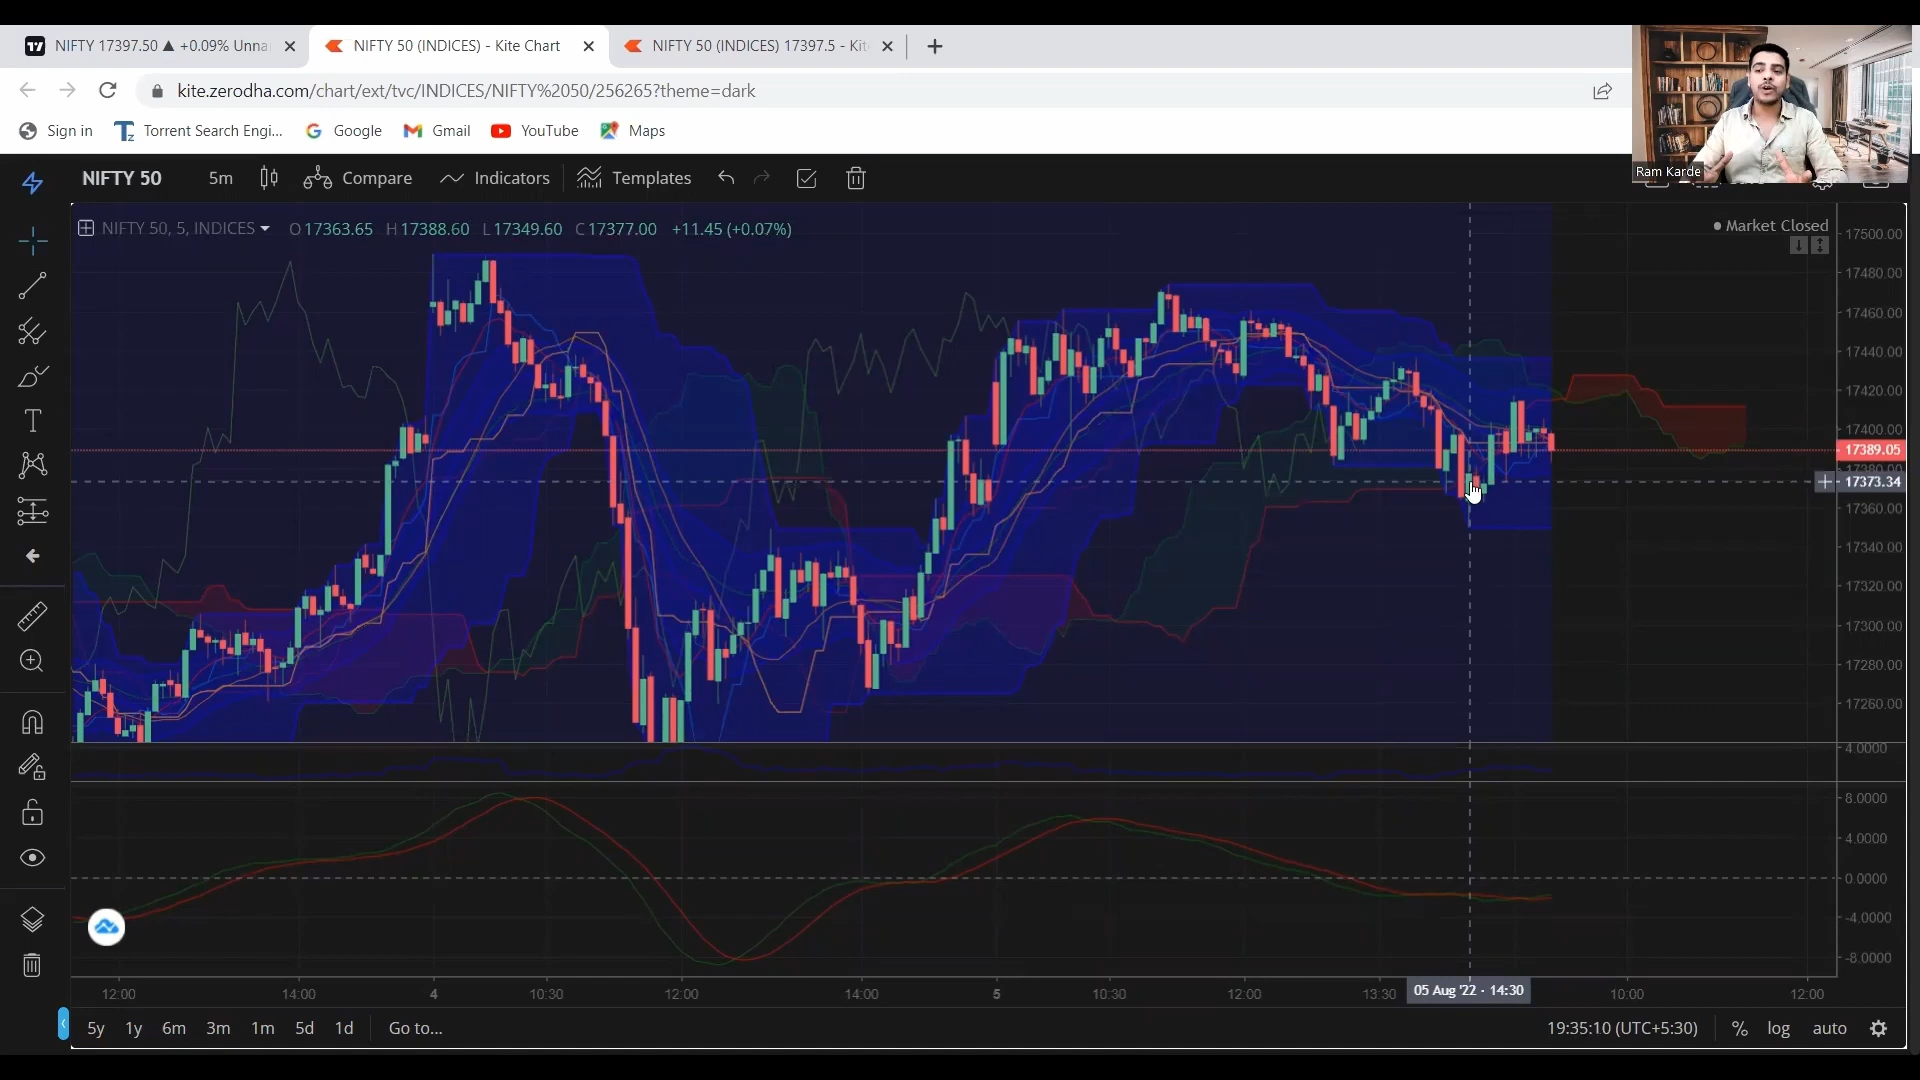 NIFTY 17397.50 ▲ +0.09% Unna
NIFTY 50 (INDICES) - Kite Chart
NIFTY 50 (INDICES) 17397.5 - Kit
kite.zerodha.com/chart/ext/tvc/INDICES/NIFTY%2050/256265?theme=dark
Sign in
Torrent Search Engi...
Google
Gmail
YouTube
Maps
Ram Karde
NIFTY 50
5m
Compare
Indicators
Templates
NIFTY 50, 5, INDICES
O 17363.65 H 17388.60 L 17349.60 C 17377.00 +11.45 (+0.07%)
Market Closed
17500.00
17480.00
17460.00
17440.00
17420.00
17400.00
17389.05
17380.00
17373.34
17360.00
17340.00
17320.00
17300.00
17280.00
17260.00
4.0000
8.0000
4.0000
0.0000
-4.0000
-8.0000
12:00 14:00 4 10:30 12:00 14:00 5 10:30 12:00 13:30 05 Aug '22 - 14:30 10:00 12:00
5y 1y 6m 3m 1m 5d 1d Go to...
19:35:10 (UTC+5:30) % log auto